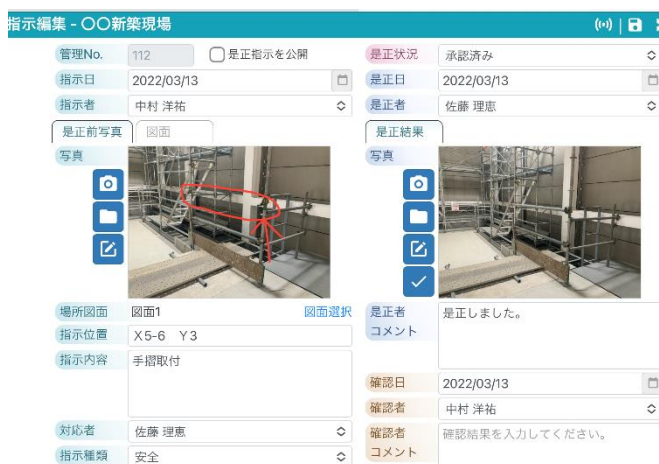 指示編集 - 〇〇新築現場
管理No. 112 是正指示を公開
指示日 2022/03/13
指示者 中村 洋祐
是正前写真 図面
写真
場所図面 図面1 図面選択
指示位置 X5-6 Y3
指示内容 手摺取付
対応者 佐藤 理恵
指示種類 安全
是正状況 承認済み
是正日 2022/03/13
是正者 佐藤 理恵
是正結果
写真
是正者 是正しました。
コメント
確認日 2022/03/13
確認者 中村 洋祐
確認者 確認結果を入力してください。
コメント